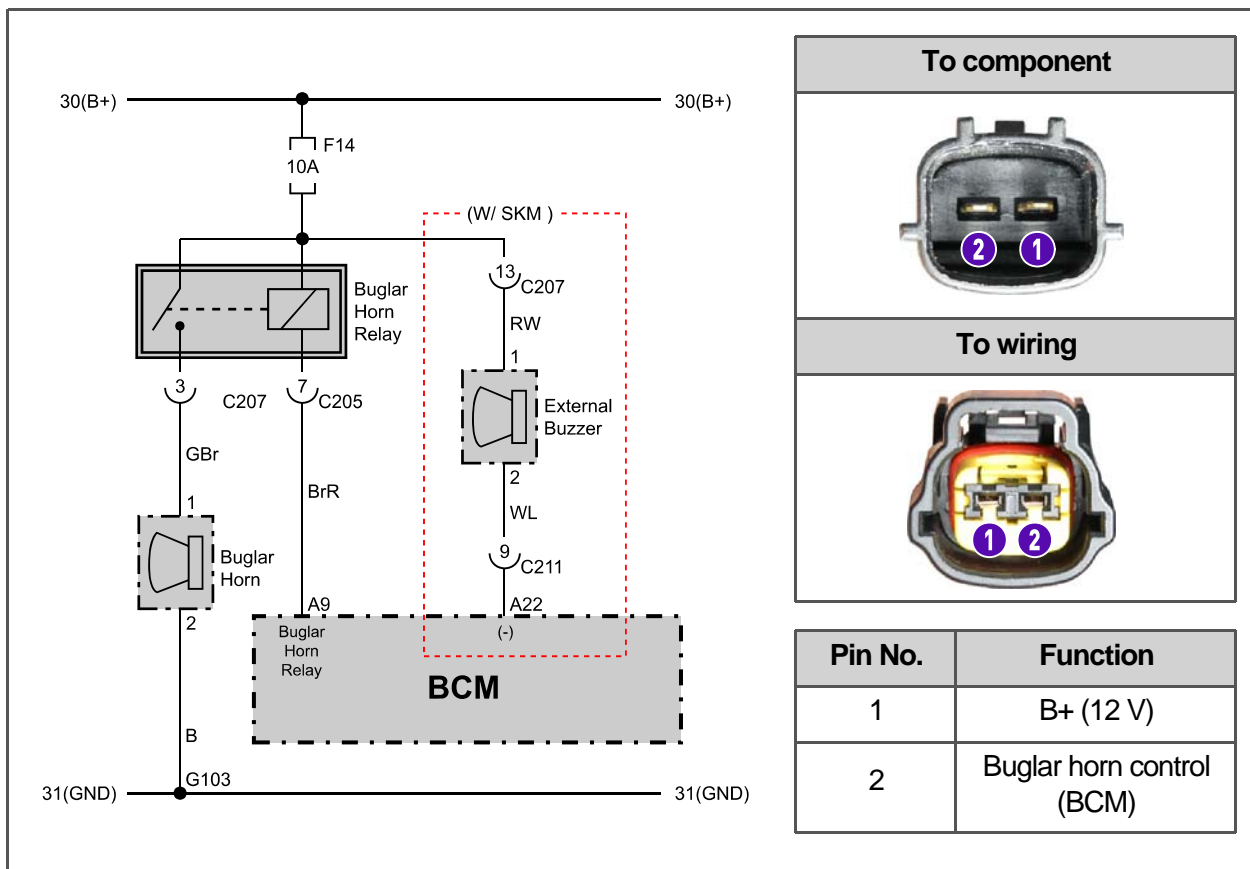 30(B+)
30(B+)
F14
10A
(W/ SKM )
13
C207
Buglar
Horn
Relay
RW
1
3
C207
7
C205
External
Buzzer
GBr
BrR
2
WL
1
9
C211
Buglar
Horn
A9
A22
2
Buglar
Horn
Relay
(-)
BCM
B
G103
31(GND)
31(GND)
To component
2 1
To wiring
1 2
Pin No. Function
1 B+ (12 V)
2 Buglar horn control
(BCM)